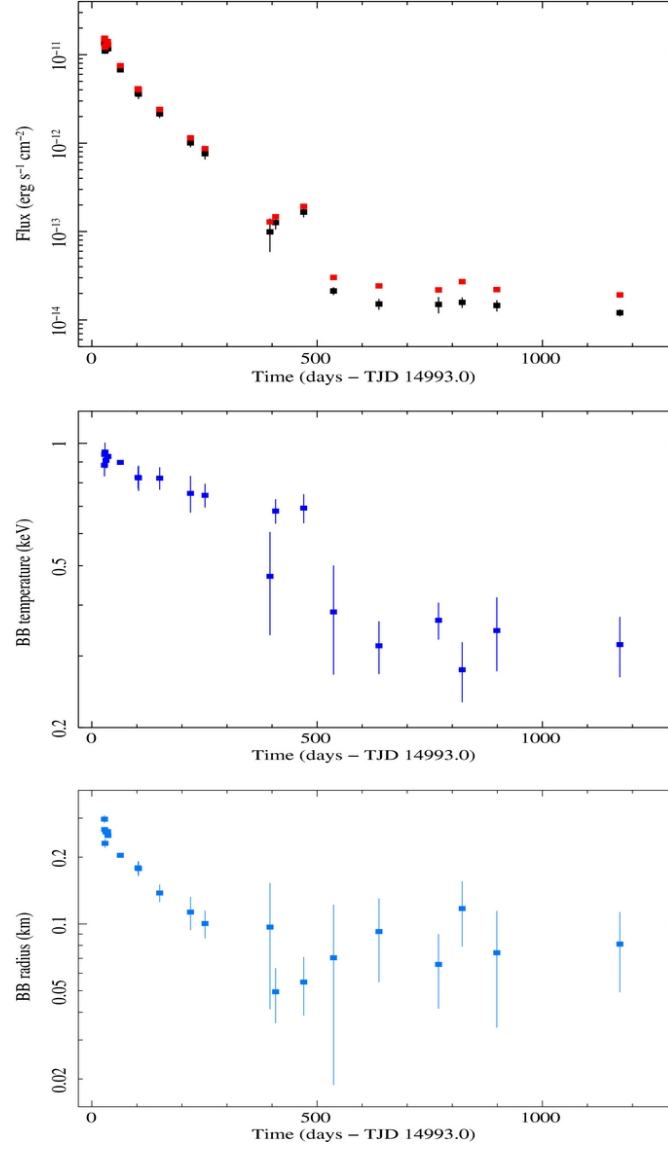 10⁻¹¹
10⁻¹²
10⁻¹³
10⁻¹⁴
Flux (erg s⁻¹ cm⁻²)
0 500 1000
Time (days − TJD 14993.0)
1
0.5
0.2
BB temperature (keV)
0 500 1000
Time (days − TJD 14993.0)
0.2
0.1
0.05
0.02
BB radius (km)
0 500 1000
Time (days − TJD 14993.0)